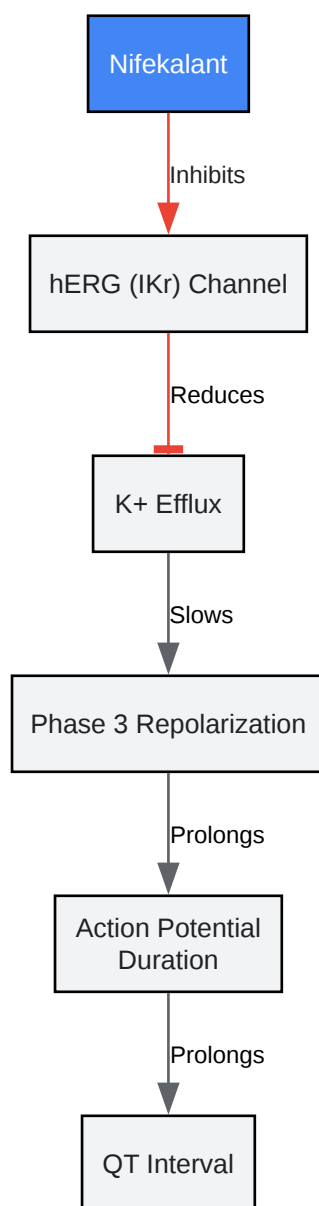 Nifekalant
Inhibits
hERG (IKr) Channel
Reduces
K+ Efflux
Slows
Phase 3 Repolarization
Prolongs
Action Potential
Duration
Prolongs
QT Interval